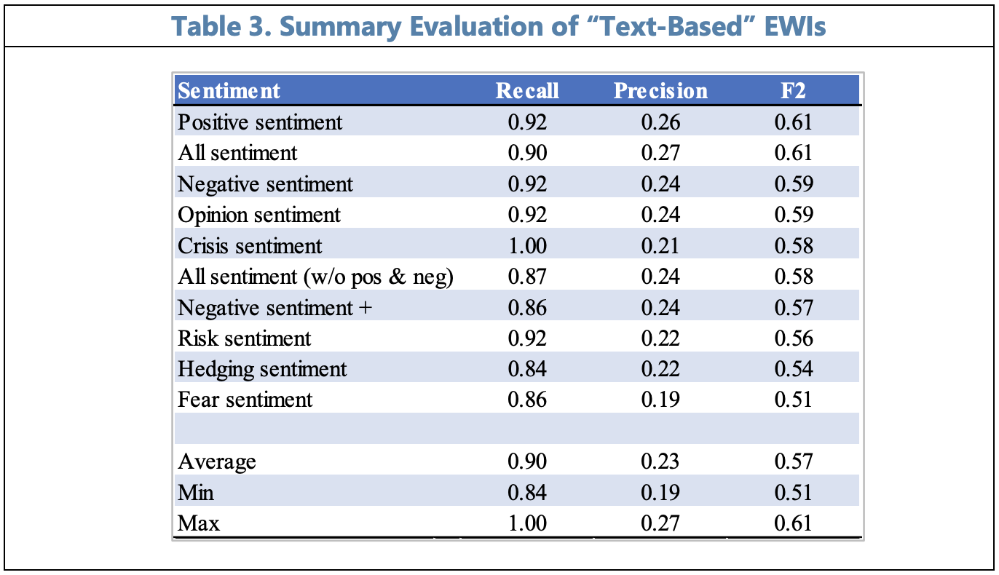 Table 3. Summary Evaluation of “Text-Based” EWIs
Sentiment Recall Precision F2
Positive sentiment 0.92 0.26 0.61
All sentiment 0.90 0.27 0.61
Negative sentiment 0.92 0.24 0.59
Opinion sentiment 0.92 0.24 0.59
Crisis sentiment 1.00 0.21 0.58
All sentiment (w/o pos & neg) 0.87 0.24 0.58
Negative sentiment + 0.86 0.24 0.57
Risk sentiment 0.92 0.22 0.56
Hedging sentiment 0.84 0.22 0.54
Fear sentiment 0.86 0.19 0.51
Average 0.90 0.23 0.57
Min 0.84 0.19 0.51
Max 1.00 0.27 0.61